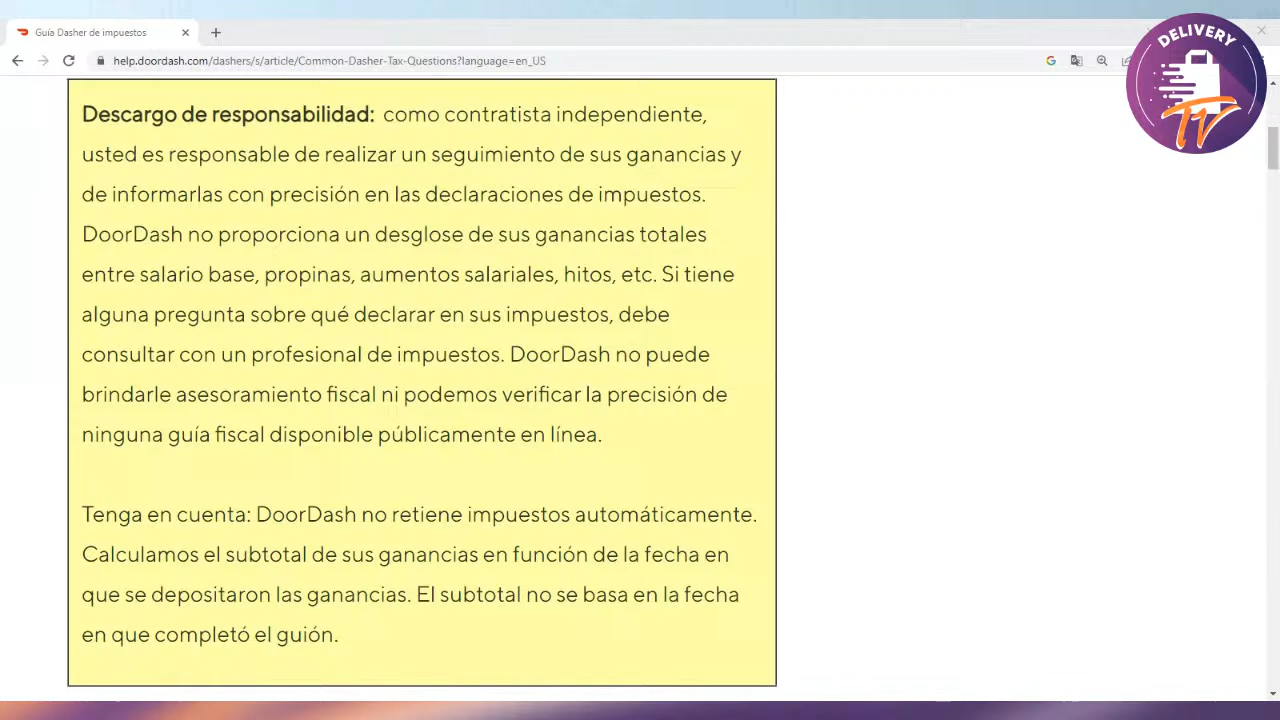 Guía Dasher de impuestos
help.doordash.com/dashers/s/article/Common-Dasher-Tax-Questions?language=en_US
DELIVERY
TV
Descargo de responsabilidad: como contratista independiente,
usted es responsable de realizar un seguimiento de sus ganancias y
de informarlas con precisión en las declaraciones de impuestos.
DoorDash no proporciona un desglose de sus ganancias totales
entre salario base, propinas, aumentos salariales, hitos, etc. Si tiene
alguna pregunta sobre qué declarar en sus impuestos, debe
consultar con un profesional de impuestos. DoorDash no puede
brindarle asesoramiento fiscal ni podemos verificar la precisión de
ninguna guía fiscal disponible públicamente en línea.
Tenga en cuenta: DoorDash no retiene impuestos automáticamente.
Calculamos el subtotal de sus ganancias en función de la fecha en
que se depositaron las ganancias. El subtotal no se basa en la fecha
en que completó el guión.